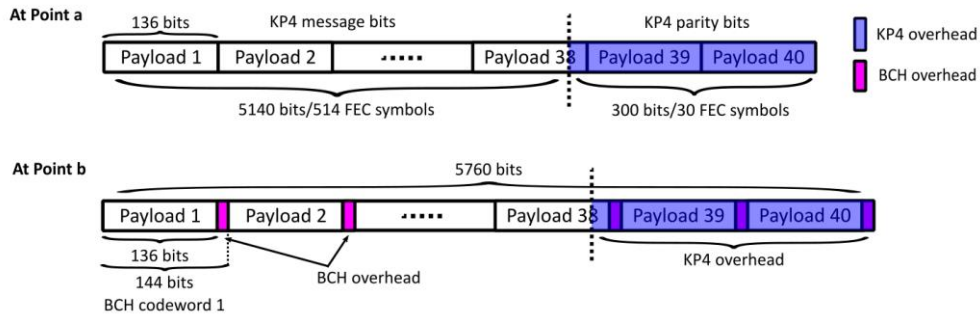 At Point a
136 bits
KP4 message bits
KP4 parity bits
Payload 1
Payload 2
.....
Payload 38
Payload 39
Payload 40
KP4 overhead
BCH overhead
5140 bits/514 FEC symbols
300 bits/30 FEC symbols
At Point b
5760 bits
Payload 1
Payload 2
.....
Payload 38
Payload 39
Payload 40
136 bits
144 bits
BCH codeword 1
BCH overhead
KP4 overhead